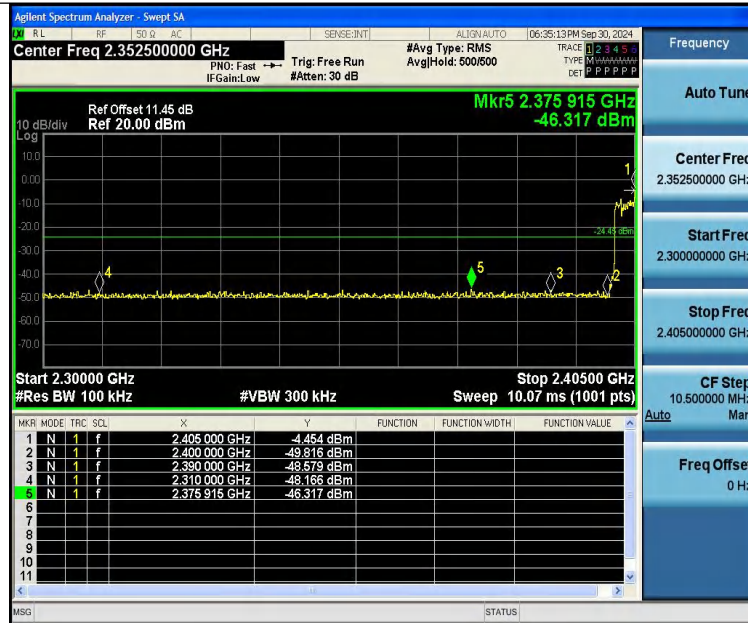 Agilent Spectrum Analyzer - Swept SA
LXI RL RF 50 Ω AC SENSE:INT ALIGN AUTO 06:35:13 PM Sep 30, 2024
Center Freq 2.352500000 GHz #Avg Type: RMS TRACE 1 2 3 4 5 6
PNO: Fast Trig: Free Run Avg|Hold: 500/500 TYPE M
IFGain:Low #Atten: 30 dB DET P P P P P P
Mkr5 2.375 915 GHz
Ref Offset 11.45 dB
10 dB/div Ref 20.00 dBm -46.317 dBm
Log
10.0
0.00
-10.0
-20.0
-30.0
-40.0
-50.0
-60.0
-70.0
1
-24.45 dBm
4 5 3 2
Start 2.30000 GHz Stop 2.40500 GHz
#Res BW 100 kHz #VBW 300 kHz Sweep 10.07 ms (1001 pts)
MKR MODE TRC SCL X Y FUNCTION FUNCTION WIDTH FUNCTION VALUE
1 N 1 f 2.405 000 GHz -4.454 dBm
2 N 1 f 2.400 000 GHz -49.816 dBm
3 N 1 f 2.390 000 GHz -48.579 dBm
4 N 1 f 2.310 000 GHz -48.166 dBm
5 N 1 f 2.375 915 GHz -46.317 dBm
6
7
8
9
10
11
MSG STATUS
Frequency
Auto Tune
Center Freq
2.352500000 GHz
Start Freq
2.300000000 GHz
Stop Freq
2.405000000 GHz
CF Step
10.500000 MHz
Auto Man
Freq Offset
0 Hz